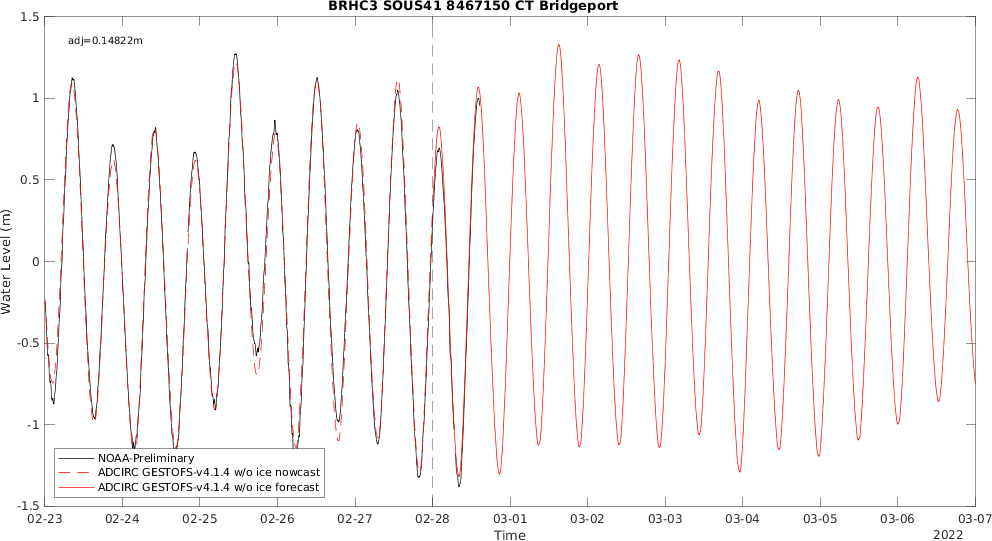 BRHC3 SOUS41 8467150 CT Bridgeport
adj=0.14822m
1.5
1
0.5
0
-0.5
-1
-1.5
Water Level (m)
NOAA-Preliminary
ADCIRC GESTOFS-v4.1.4 w/o ice nowcast
ADCIRC GESTOFS-v4.1.4 w/o ice forecast
02-23 02-24 02-25 02-26 02-27 02-28 03-01 03-02 03-03 03-04 03-05 03-06 03-07
Time
2022